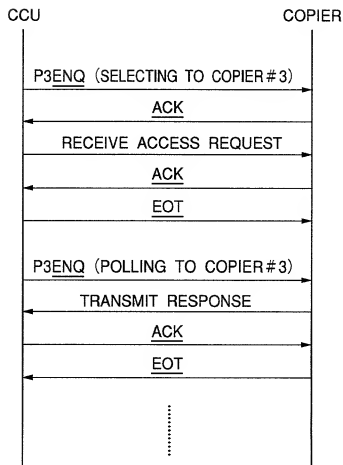 CCU COPIER
P3ENQ (SELECTING TO COPIER#3)
ACK
RECEIVE ACCESS REQUEST
ACK
EOT
P3ENQ (POLLING TO COPIER#3)
TRANSMIT RESPONSE
ACK
EOT